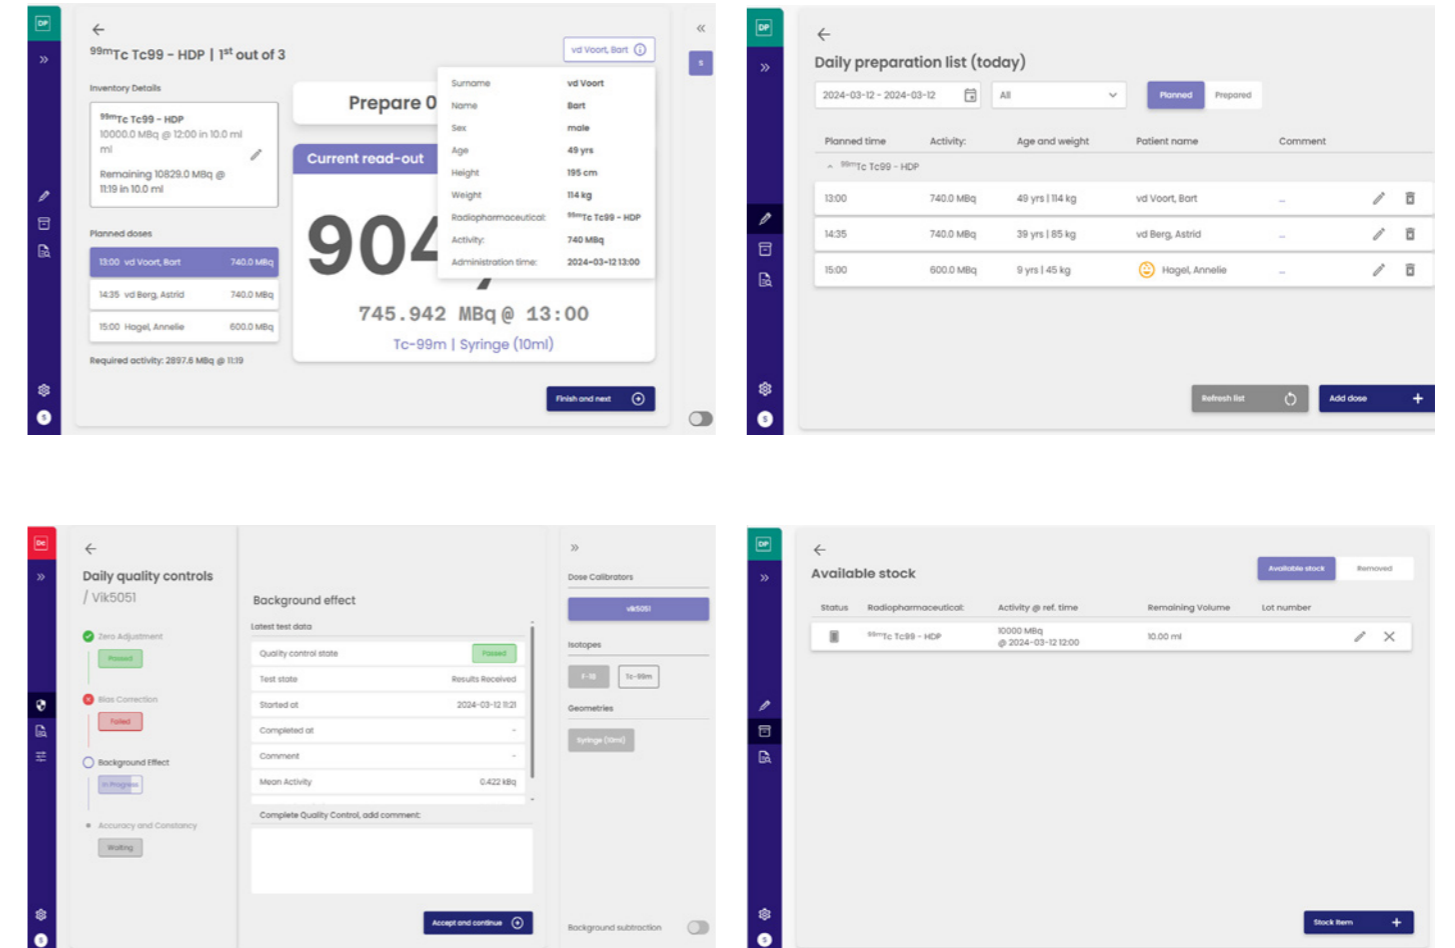 DP
99mTc Tc99 - HDP | 1st out of 3
vd Voort, Bart
S
Inventory Details
99mTc Tc99 - HDP
10000.0 MBq @ 12:00 in 10.0 ml
ml
Remaining 10829.0 MBq @
11:19 in 10.0 ml
Planned doses
13:00 vd Voort, Bart 740.0 MBq
14:35 vd Berg, Astrid 740.0 MBq
15:00 Hagel, Annelie 600.0 MBq
Required activity: 2897.6 MBq @ 11:19
Prepare 0
Current read-out
904
745.942 MBq @ 13:00
Tc-99m | Syringe (10ml)
Surname vd Voort
Name Bart
Sex male
Age 49 yrs
Height 195 cm
Weight 114 kg
Radiopharmaceutical: 99mTc Tc99 - HDP
Activity: 740 MBq
Administration time: 2024-03-12 13:00
Finish and next
S
DP
Daily preparation list (today)
2024-03-12 - 2024-03-12 All Planned Prepared
Planned time Activity: Age and weight Patient name Comment
99mTc Tc99 - HDP
13:00 740.0 MBq 49 yrs | 114 kg vd Voort, Bart ...
14:35 740.0 MBq 39 yrs | 85 kg vd Berg, Astrid ...
15:00 600.0 MBq 9 yrs | 45 kg Hagel, Annelie ...
Refresh list Add dose
S
Dc
Daily quality controls
/ Vik5051
Zero Adjustment
Passed
Bias Correction
Failed
Background Effect
In Progress
Accuracy and Constancy
Waiting
Background effect
Latest test data
Quality control state Passed
Test state Results Received
Started at 2024-03-12 11:21
Completed at -
Comment -
Mean Activity 0.422 kBq
Complete Quality Control, add comment:
Accept and continue
Dose Calibrators
vik5051
Isotopes
F-18 Tc-99m
Geometries
Syringe (10ml)
Background subtraction
S
DP
Available stock
Available stock Removed
Status Radiopharmaceutical: Activity @ ref. time Remaining Volume Lot number
99mTc Tc99 - HDP 10000 MBq
@ 2024-03-12 12:00 10.00 ml
Stock Item
S